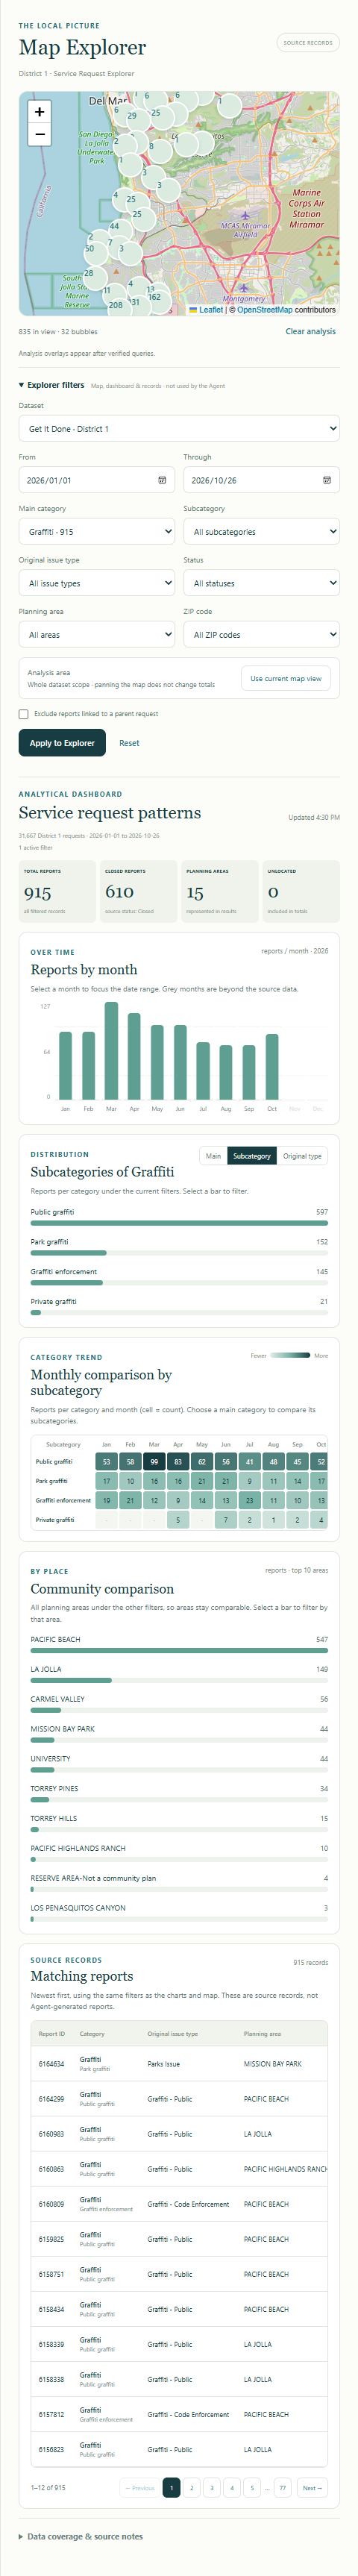 THE LOCAL PICTURE
Map Explorer
SOURCE RECORDS
District 1 · Service Request Explorer
+
−
Del Mar
San Diego-
La Jolla
Underwater
Park
California
Marine
Corps Air
Station
Miramar
MCAS Miramar
Airfield
Montgomery
South
La Jolla State
Marine
Reserve
6
6
29
25
1
2
8
2
1
3
3
25
25
44
2
7
50
3
28
4
11
13
162
208
31
Leaflet | © OpenStreetMap contributors
835 in view · 32 bubbles
Clear analysis
Analysis overlays appear after verified queries.
▼ Explorer filters Map, dashboard & records · not used by the Agent
Dataset
Get It Done · District 1
From
Through
2026/01/01
2026/10/26
Main category
Subcategory
Graffiti · 915
All subcategories
Original issue type
Status
All issue types
All statuses
Planning area
ZIP code
All areas
All ZIP codes
Analysis area
Whole dataset scope · panning the map does not change totals
Use current map view
Exclude reports linked to a parent request
Apply to Explorer
Reset
ANALYTICAL DASHBOARD
Service request patterns
Updated 4:30 PM
31,667 District 1 requests · 2026-01-01 to 2026-10-26
1 active filter
TOTAL REPORTS
915
all filtered records
CLOSED REPORTS
610
source status: Closed
PLANNING AREAS
15
represented in results
UNLOCATED
0
included in totals
OVER TIME
reports / month · 2026
Reports by month
Select a month to focus the date range. Grey months are beyond the source data.
127
64
0
Jan Feb Mar Apr May Jun Jul Aug Sep Oct Nov Dec
DISTRIBUTION
Main Subcategory Original type
Subcategories of Graffiti
Reports per category under the current filters. Select a bar to filter.
Public graffiti 597
Park graffiti 152
Graffiti enforcement 145
Private graffiti 21
CATEGORY TREND
Fewer More
Monthly comparison by
subcategory
Reports per category and month (cell = count). Choose a main category to compare its
subcategories.
Subcategory Jan Feb Mar Apr May Jun Jul Aug Sep Oct
Public graffiti 53 58 99 83 62 56 41 48 45 52
Park graffiti 17 10 16 16 21 21 9 11 14 17
Graffiti enforcement 19 21 12 9 14 13 23 11 10 13
Private graffiti · · · 5 · 7 2 1 2 4
BY PLACE
reports · top 10 areas
Community comparison
All planning areas under the other filters, so areas stay comparable. Select a bar to filter by
that area.
PACIFIC BEACH 547
LA JOLLA 149
CARMEL VALLEY 56
MISSION BAY PARK 44
UNIVERSITY 44
TORREY PINES 34
TORREY HILLS 15
PACIFIC HIGHLANDS RANCH 10
RESERVE AREA-Not a community plan 4
LOS PENASQUITOS CANYON 3
SOURCE RECORDS
915 records
Matching reports
Newest first, using the same filters as the charts and map. These are source records, not
Agent-generated reports.
Report ID Category Original issue type Planning area
6164634 Graffiti Parks Issue MISSION BAY PARK
Park graffiti
6164299 Graffiti Graffiti - Public PACIFIC BEACH
Public graffiti
6160983 Graffiti Graffiti - Public LA JOLLA
Public graffiti
6160863 Graffiti Graffiti - Public PACIFIC HIGHLANDS RANCH
Public graffiti
6160809 Graffiti Graffiti - Code Enforcement PACIFIC BEACH
Graffiti enforcement
6159825 Graffiti Graffiti - Public PACIFIC BEACH
Public graffiti
6158751 Graffiti Graffiti - Public PACIFIC BEACH
Public graffiti
6158434 Graffiti Graffiti - Public PACIFIC BEACH
Public graffiti
6158339 Graffiti Graffiti - Public LA JOLLA
Public graffiti
6158338 Graffiti Graffiti - Public LA JOLLA
Public graffiti
6157812 Graffiti Graffiti - Code Enforcement PACIFIC BEACH
Graffiti enforcement
6156823 Graffiti Graffiti - Public LA JOLLA
Public graffiti
1–12 of 915
← Previous 1 2 3 4 5 ... 77 Next →
▶ Data coverage & source notes